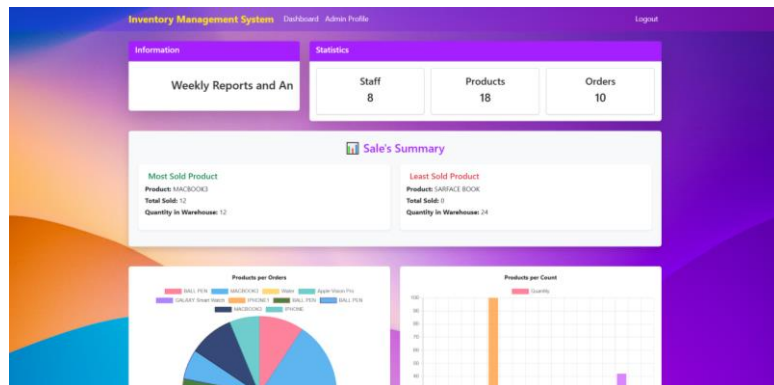 Inventory Management System Dashboard Admin Profile Logout
Information
Weekly Reports and An
Statistics
Staff
8
Products
18
Orders
10
Sale's Summary
Most Sold Product
Product: MACBOOK3
Total Sold: 12
Quantity in Warehouse: 12
Least Sold Product
Product: SARFACE BOOK
Total Sold: 0
Quantity in Warehouse: 24
Products per Orders
BALL PEN MACBOOK3 Water Apple Vision Pro
GALAXY Smart Watch IPHONE1 BALL PEN BALL PEN
MACBOOK3 IPHONE
Products per Count
Quantity
100
90
80
70
60
50
40